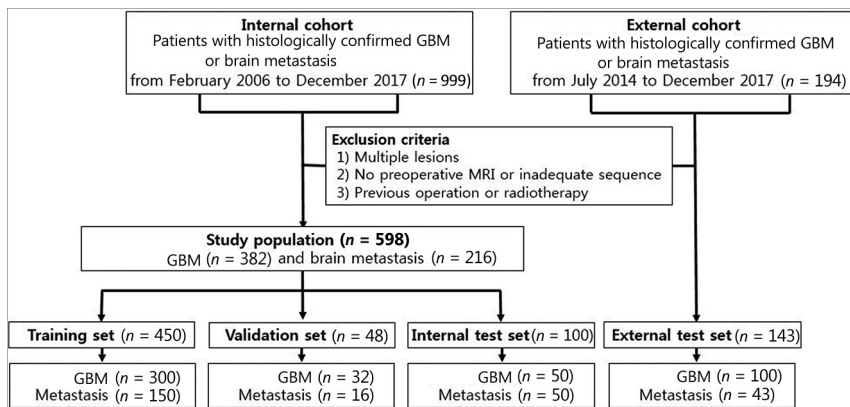 Internal cohort
Patients with histologically confirmed GBM
or brain metastasis
from February 2006 to December 2017 (n = 999)
External cohort
Patients with histologically confirmed GBM
or brain metastasis
from July 2014 to December 2017 (n = 194)
Exclusion criteria
1) Multiple lesions
2) No preoperative MRI or inadequate sequence
3) Previous operation or radiotherapy
Study population (n = 598)
GBM (n = 382) and brain metastasis (n = 216)
Training set (n = 450)
Validation set (n = 48)
Internal test set (n = 100)
External test set (n = 143)
GBM (n = 300)
Metastasis (n = 150)
GBM (n = 32)
Metastasis (n = 16)
GBM (n = 50)
Metastasis (n = 50)
GBM (n = 100)
Metastasis (n = 43)